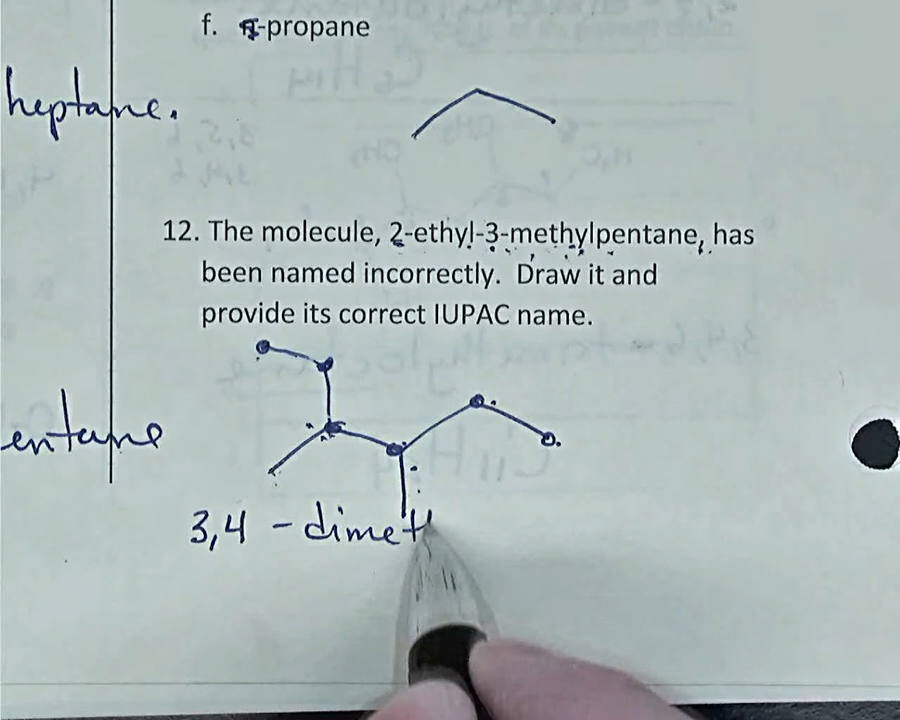 f. n-propane
heptane.
12. The molecule, 2-ethyl-3-methylpentane, has
been named incorrectly. Draw it and
provide its correct IUPAC name.
entane
3,4 - dimeth